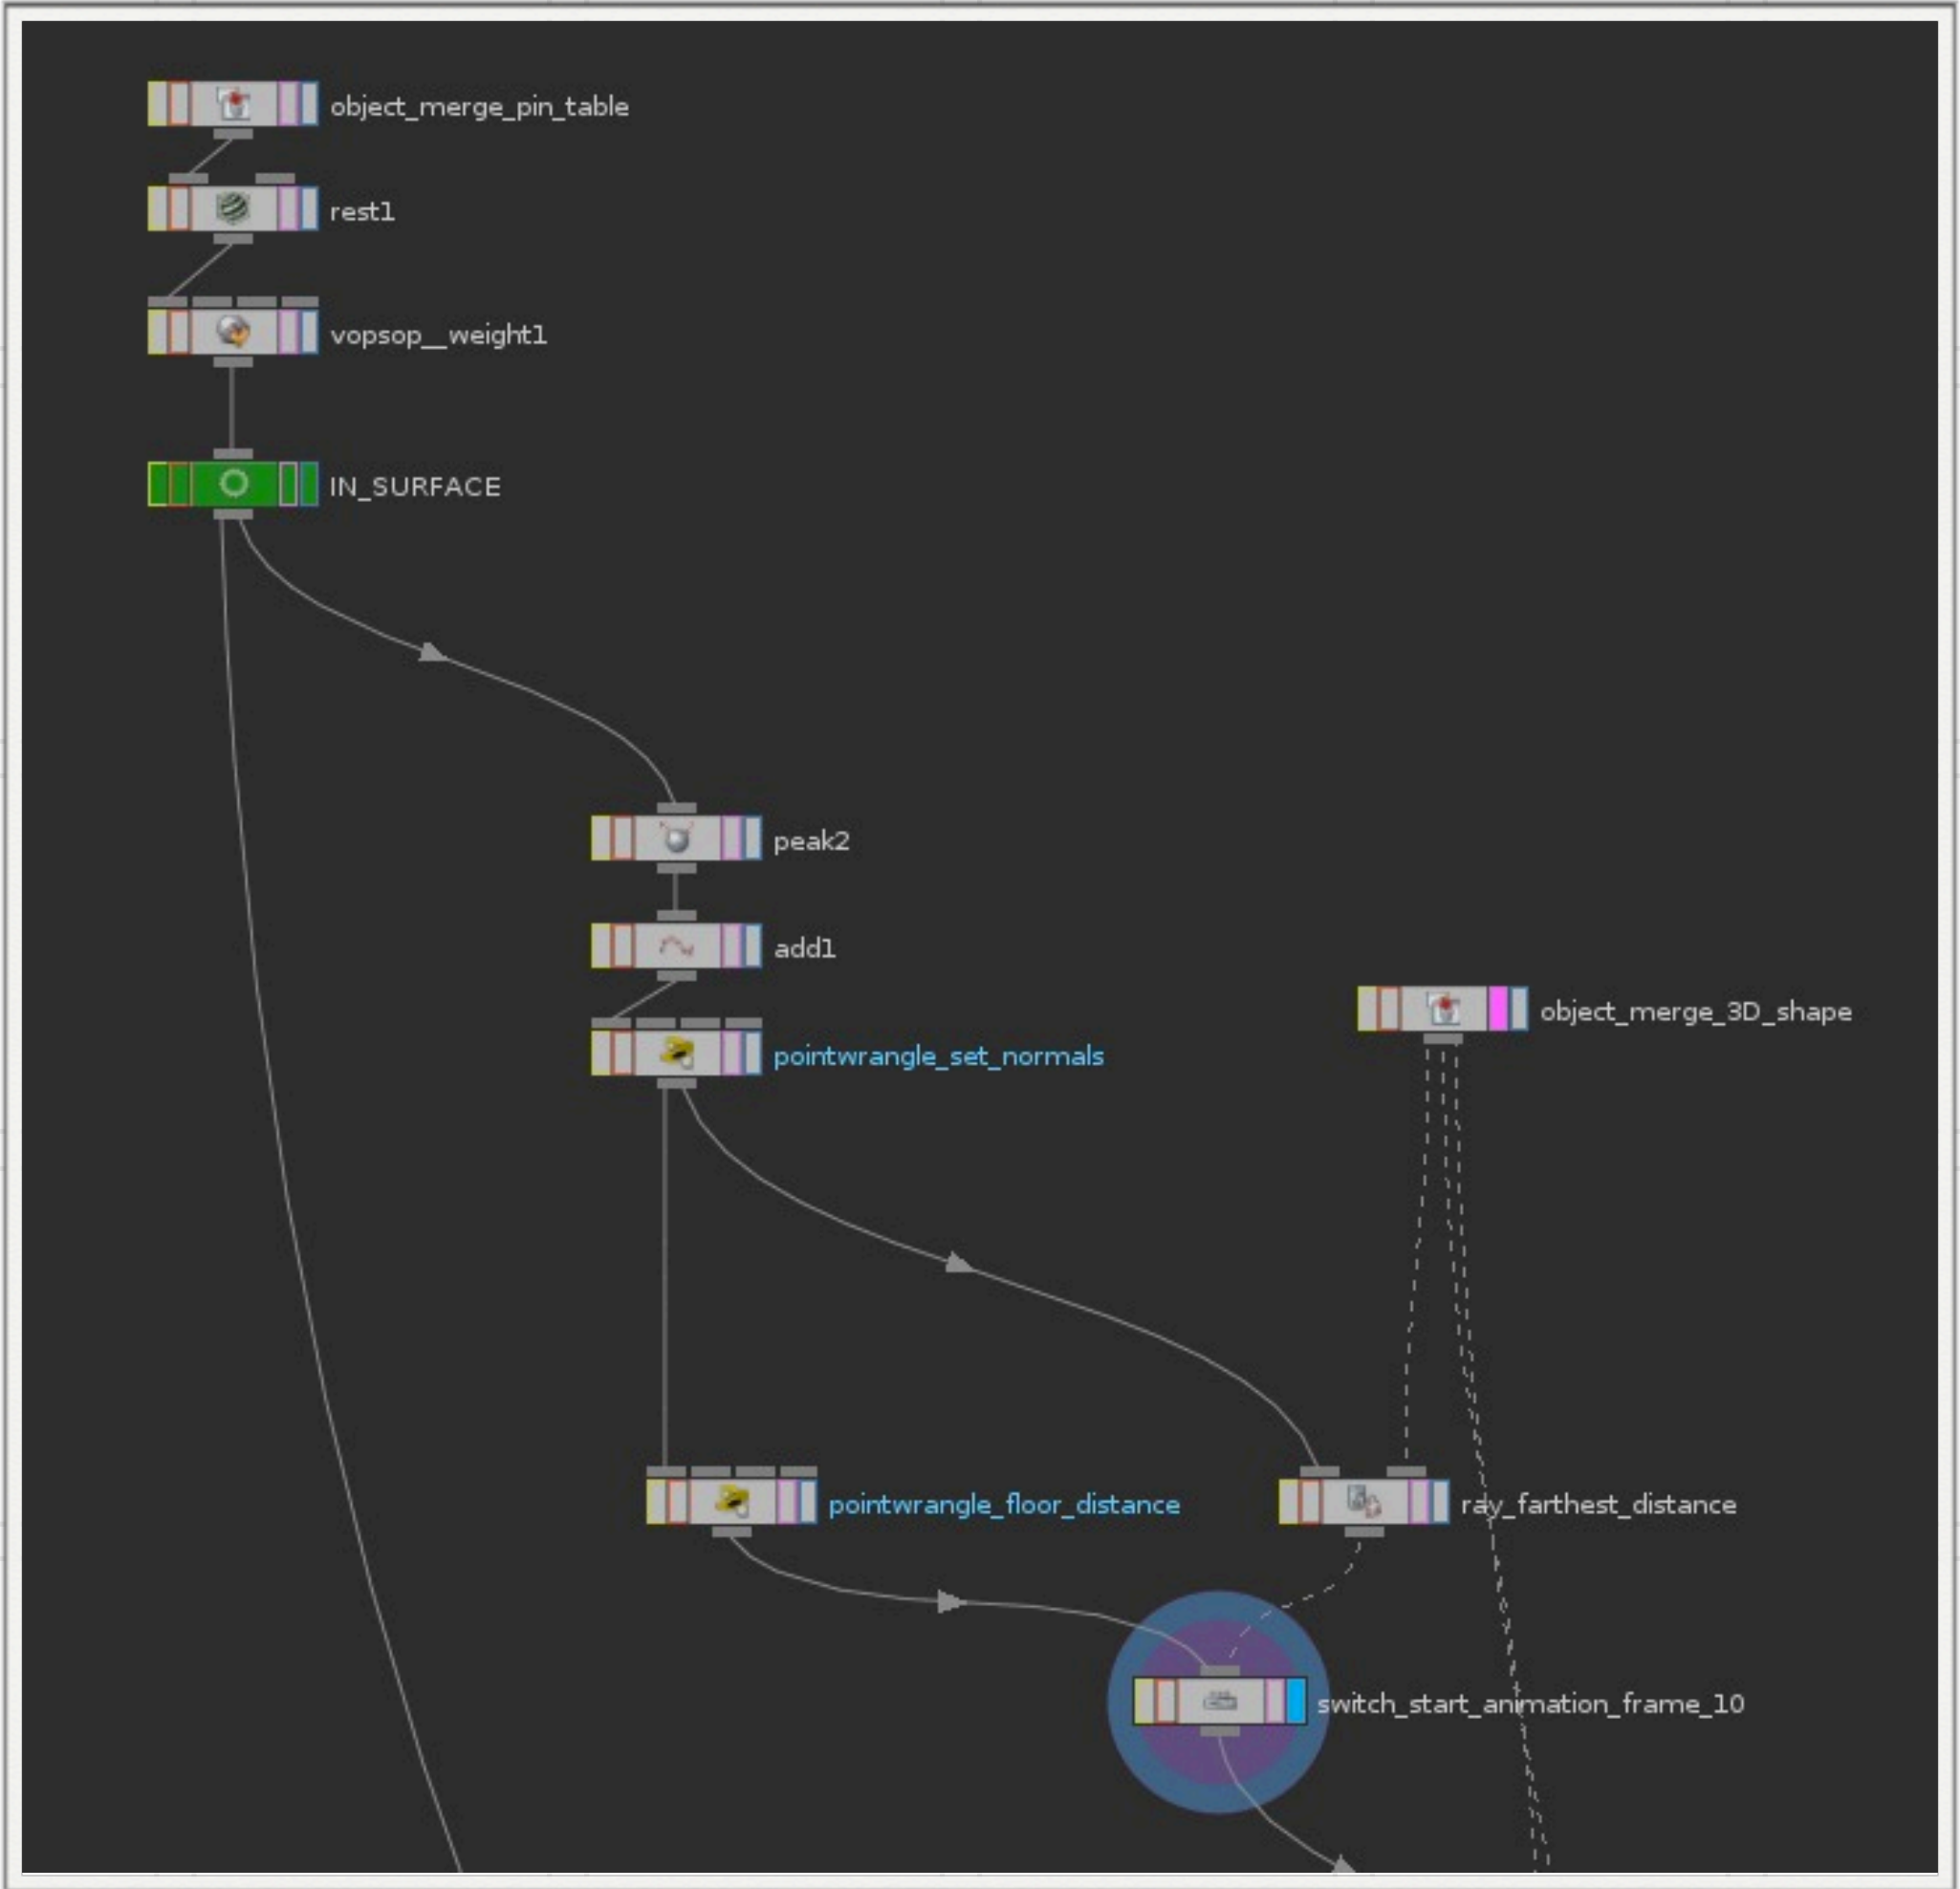 object_merge_pin_table
rest1
vopsop__weight1
IN_SURFACE
peak2
add1
object_merge_3D_shape
pointwrangle_set_normals
pointwrangle_floor_distance
ray_farthest_distance
switch_start_animation_frame_10